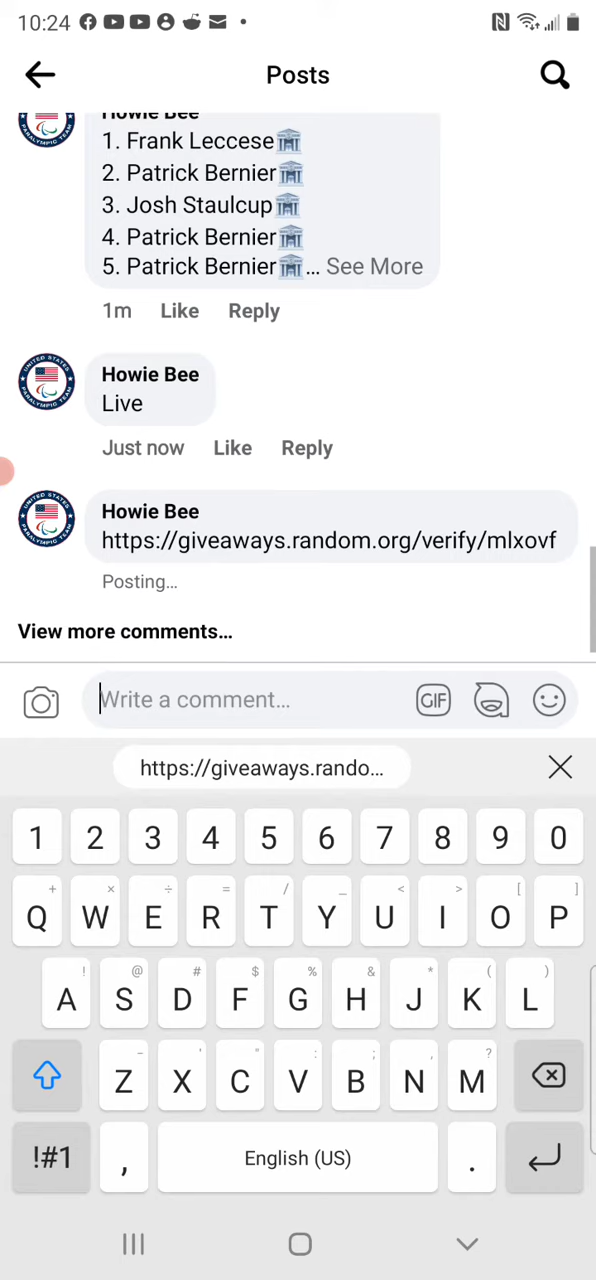 10:24
Posts
Howie Bee
1. Frank Leccese
2. Patrick Bernier
3. Josh Staulcup
4. Patrick Bernier
5. Patrick Bernier... See More
1m Like Reply
Howie Bee
Live
Just now Like Reply
Howie Bee
https://giveaways.random.org/verify/mlxovf
Posting...
View more comments...
Write a comment... GIF
https://giveaways.rando...
1 2 3 4 5 6 7 8 9 0
+ × ÷ = / _ < > [ ]
Q W E R T Y U I O P
! @ # $ % & * ( )
A S D F G H J K L
- ' " : ; , ?
Z X C V B N M
!#1 , English (US) .